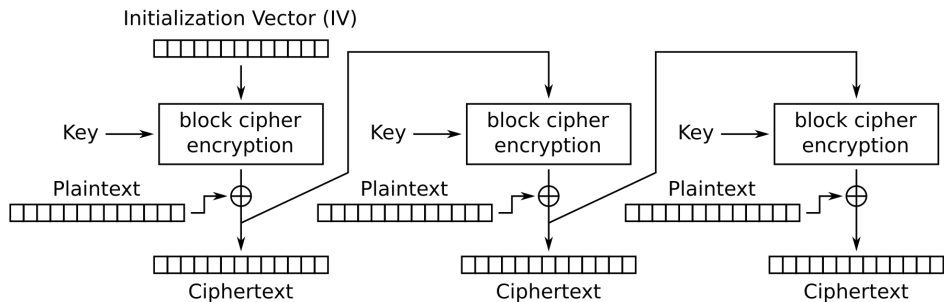 Initialization Vector (IV)
Key
block cipher
encryption
Key
block cipher
encryption
Key
block cipher
encryption
Plaintext
Plaintext
Plaintext
Ciphertext
Ciphertext
Ciphertext